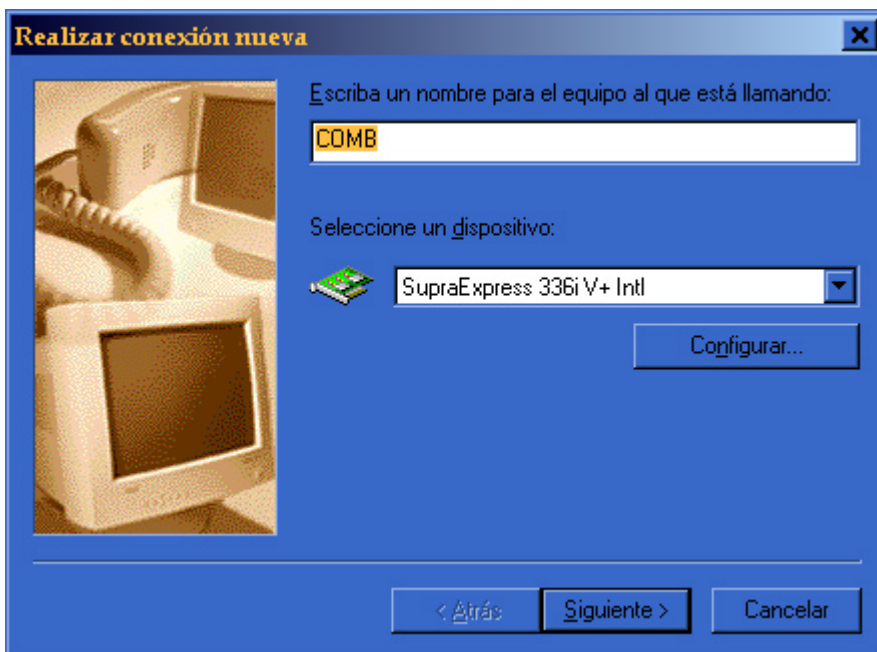 Realizar conexión nueva
Escriba un nombre para el equipo al que está llamando:
COMB
Seleccione un dispositivo:
SupraExpress 336i V+ Intl
Configurar...
< Atrás
Siguiente >
Cancelar